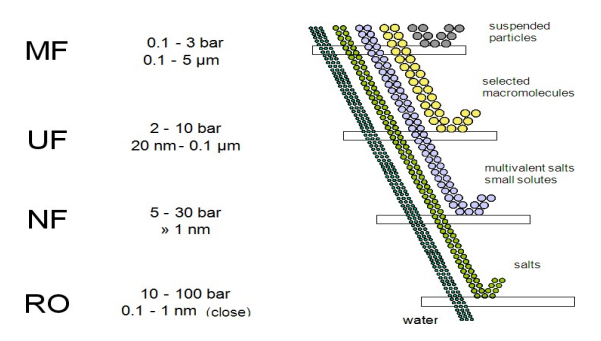 MF
0.1 - 3 bar
0.1 - 5 µm
suspended
particles
selected
macromolecules
UF
2 - 10 bar
20 nm - 0.1 µm
multivalent salts
small solutes
NF
5 - 30 bar
» 1 nm
salts
RO
10 - 100 bar
0.1 - 1 nm (close)
water